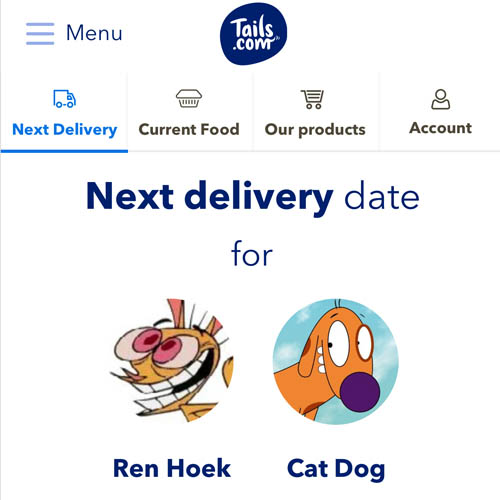 Menu
Tails
.com
Next Delivery
Current Food
Our products
Account
Next delivery date
for
Ren Hoek
Cat Dog